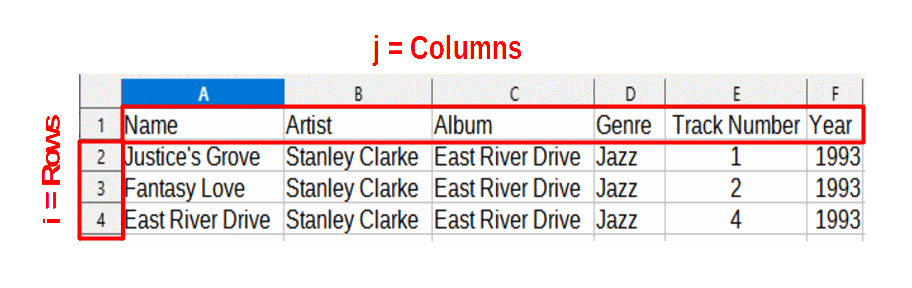 j = Columns
A B C D E F
1 Name Artist Album Genre Track Number Year
2 Justice's Grove Stanley Clarke East River Drive Jazz 1 1993
3 Fantasy Love Stanley Clarke East River Drive Jazz 2 1993
4 East River Drive Stanley Clarke East River Drive Jazz 4 1993
i = Rows